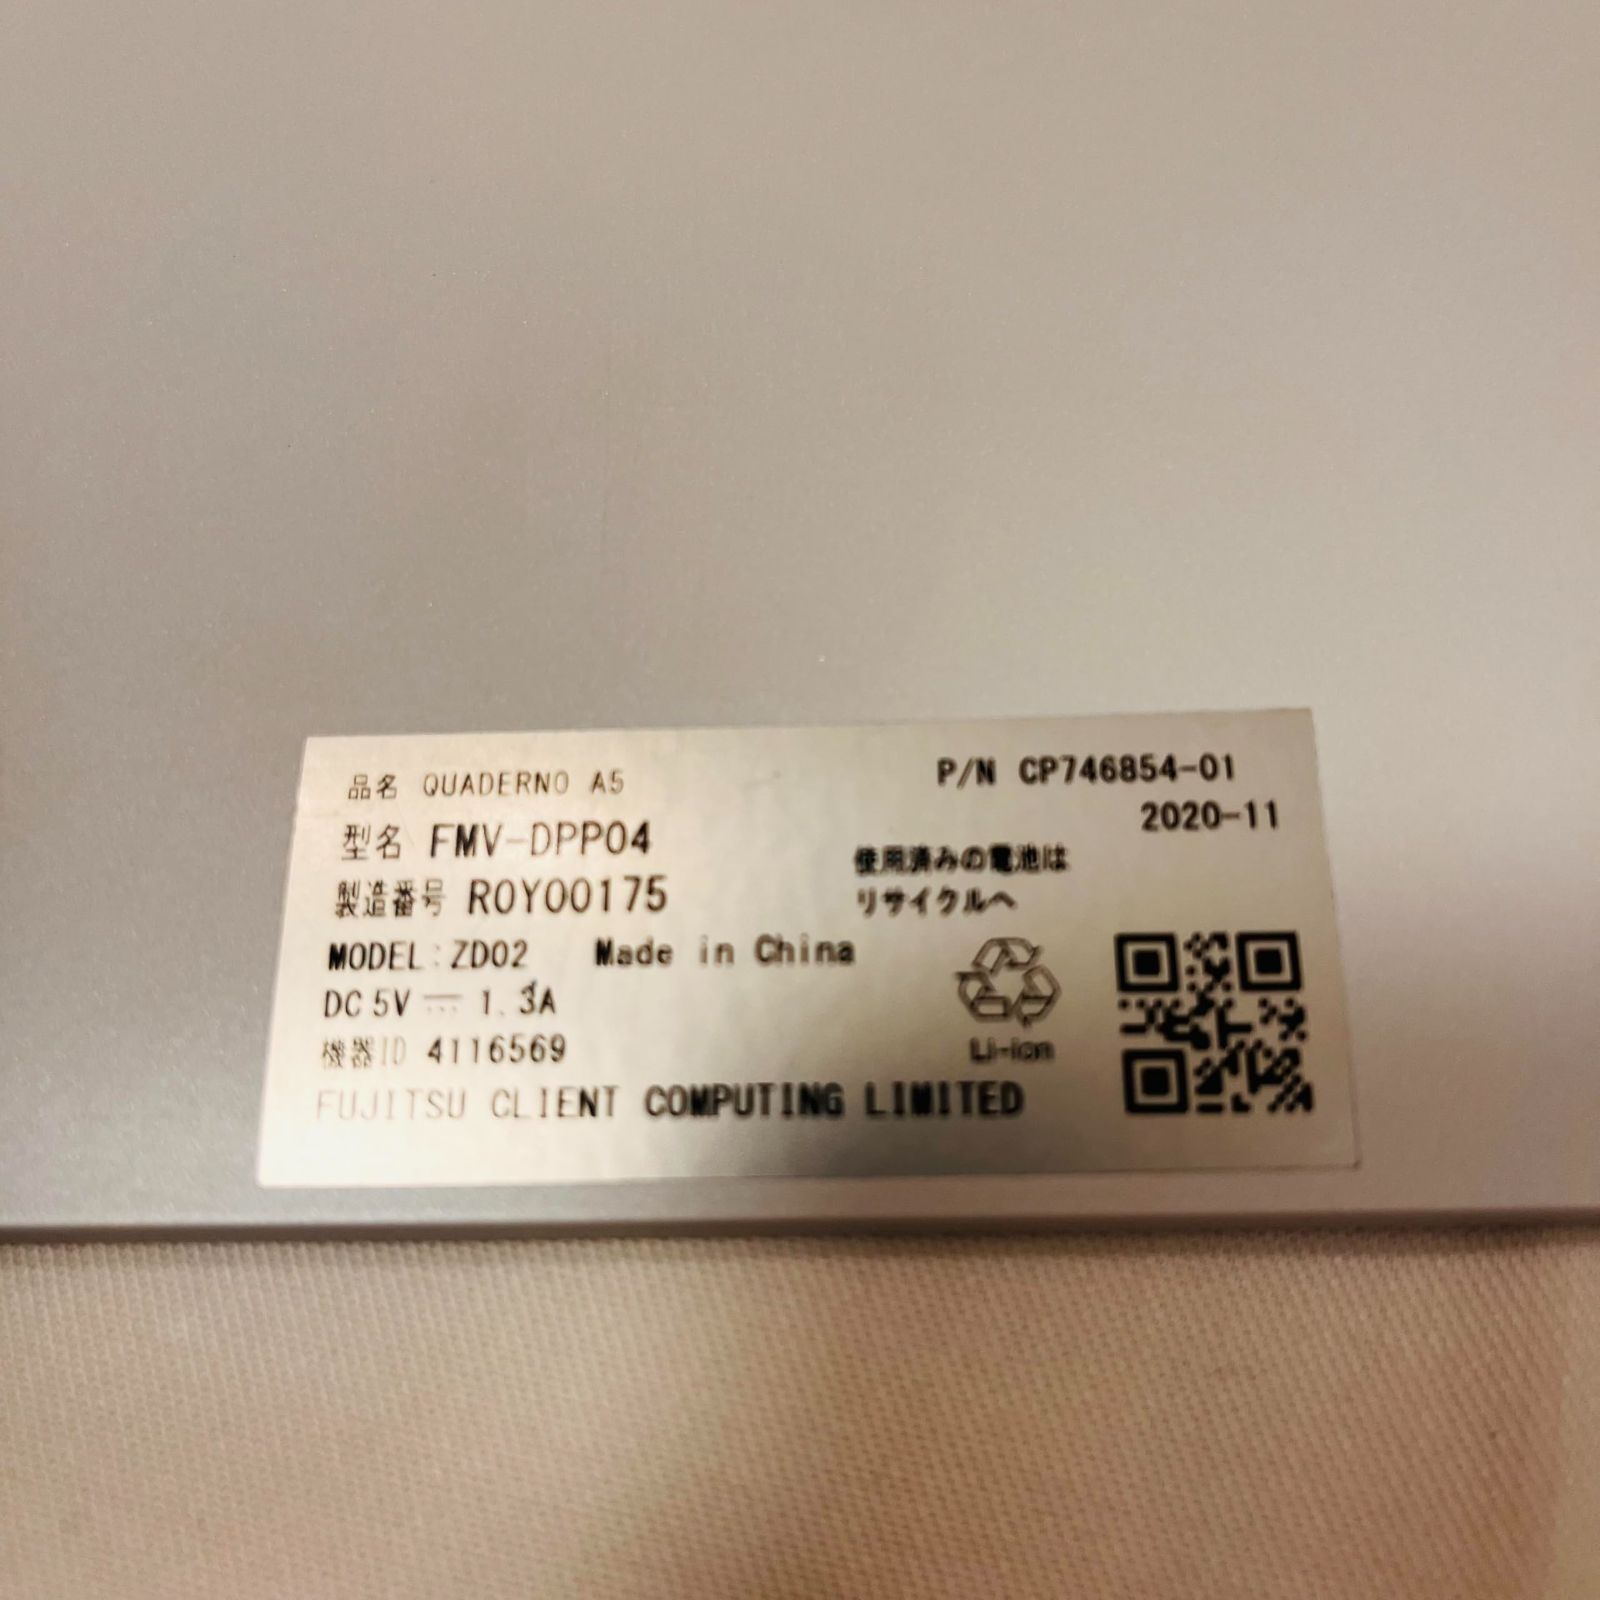 品名 QUADERNO A5
P/N CP746854-01
型名 FMV-DPP04
2020-11
製造番号 R0Y00175
使用済みの電池は
リサイクルへ
MODEL:ZD02 Made in China
DC 5V ⎓ 1.3A
機器ID 4116569
Li-ion
FUJITSU CLIENT COMPUTING LIMITED